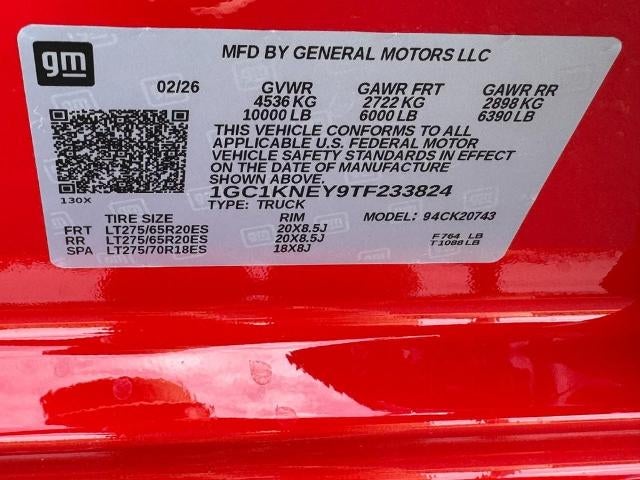 gm
MFD BY GENERAL MOTORS LLC
02/26 GVWR GAWR FRT GAWR RR
4536 KG 2722 KG 2898 KG
10000 LB 6000 LB 6390 LB
THIS VEHICLE CONFORMS TO ALL
APPLICABLE U.S. FEDERAL MOTOR
VEHICLE SAFETY STANDARDS IN EFFECT
ON THE DATE OF MANUFACTURE
SHOWN ABOVE.
1GC1KNEY9TF233824
130X TYPE: TRUCK
TIRE SIZE RIM MODEL: 94CK20743
FRT LT275/65R20ES 20X8.5J
RR LT275/65R20ES 20X8.5J
SPA LT275/70R18ES 18X8J
F764 LB
T1088 LB